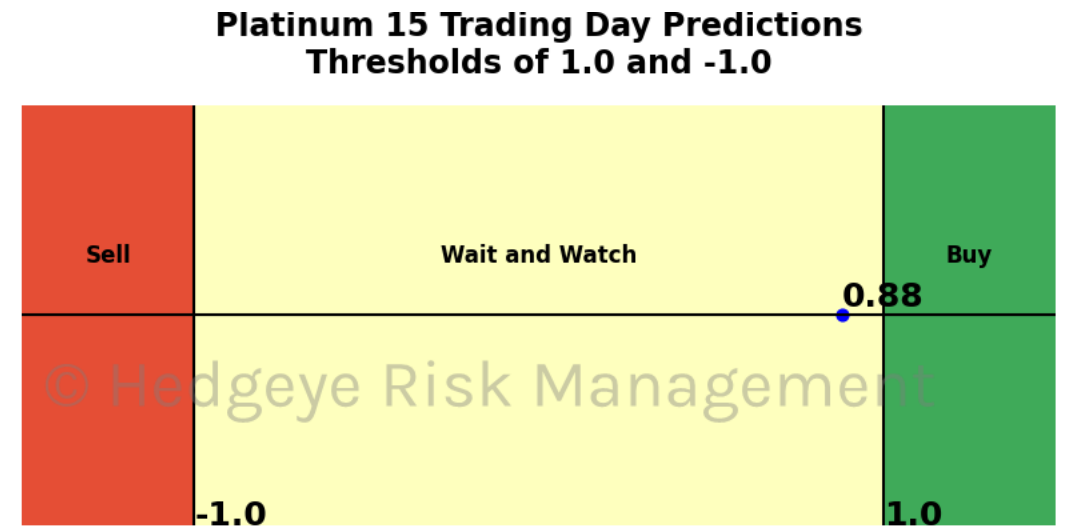 Platinum 15 Trading Day Predictions
Thresholds of 1.0 and -1.0
Sell
Wait and Watch
Buy
0.88
© Hedgeye Risk Management
-1.0
1.0